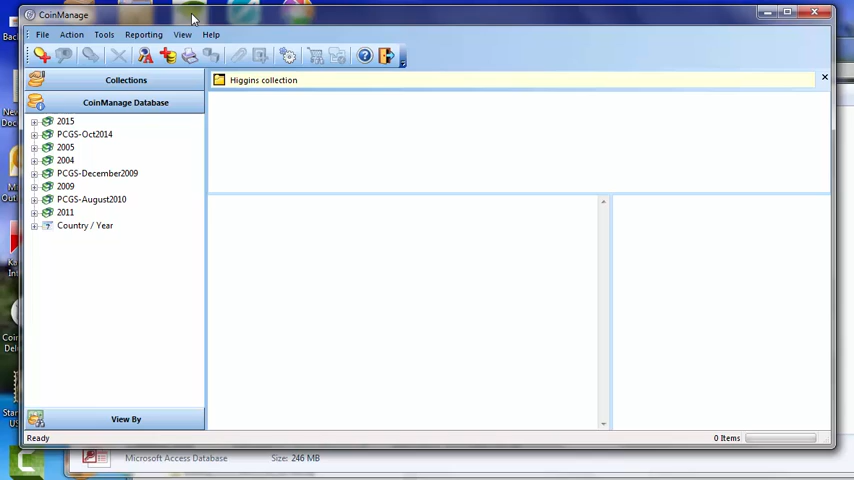 CoinManage
File Action Tools Reporting View Help
Collections
Higgins collection
CoinManage Database
2015
PCGS-Oct2014
2005
2004
PCGS-December2009
2009
PCGS-August2010
2011
Country / Year
View By
Ready
0 Items
Microsoft Access Database
Size: 246 MB